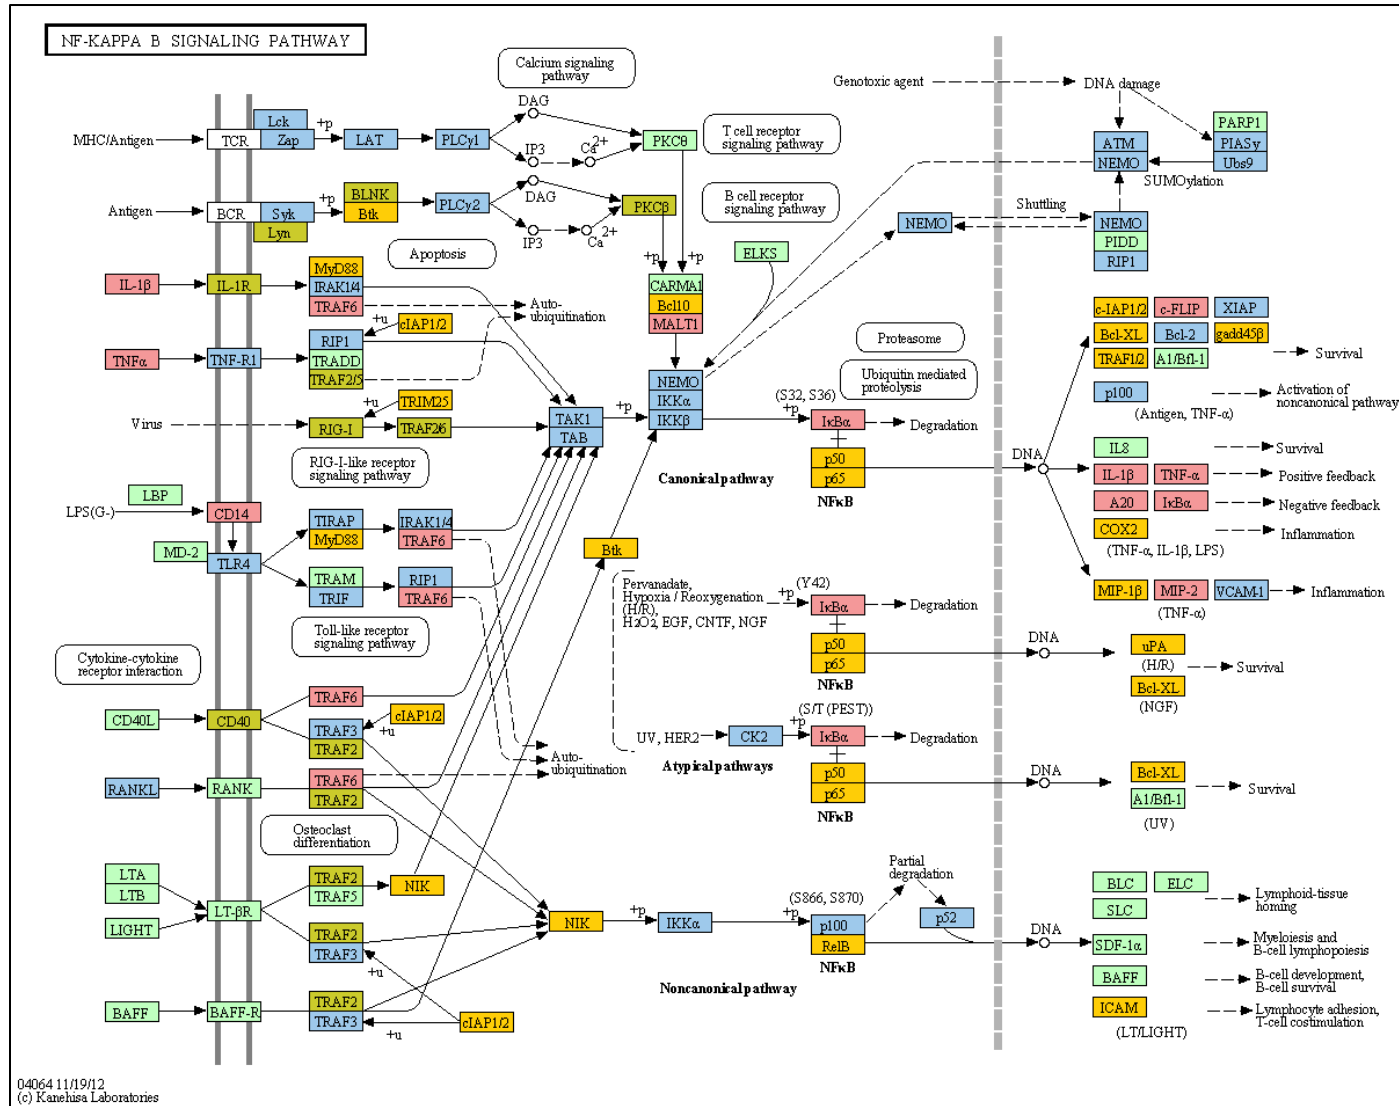 NF-KAPPA B SIGNALING PATHWAY
Calcium signaling
pathway
Genotoxic agent
DNA damage
MHC/Antigen
TCR
Lck
Zap
+p
LAT
PLCγ1
DAG
IP3
Ca
2+
PKCθ
T cell receptor
signaling pathway
ATM
NEMO
PARP1
PIASy
Ubs9
SUMOylation
Antigen
BCR
Syk
Lyn
+p
BLNK
Btk
PLCγ2
DAG
IP3
Ca
2+
PKCβ
B cell receptor
signaling pathway
NEMO
Shuttling
NEMO
PIDD
RIP1
Apoptosis
+p
+p
ELKS
IL-1β
IL-1R
MyD88
IRAK1/4
TRAF6
Auto-
ubiquitination
CARMA1
Bcl10
MALT1
c-IAP1/2
c-FLIP
XIAP
Bcl-XL
Bcl-2
gadd45β
TRAF1/2
A1/Bfl-1
Survival
+u
cIAP1/2
TNFα
TNF-R1
RIP1
TRADD
TRAF2/5
Proteasome
Ubiquitin mediated
proteolysis
p100
Activation of
noncanonical pathway
(Antigen, TNF-α)
+u
TRIM25
Virus
RIG-I
TRAF2/6
TAK1
TAB
+p
NEMO
IKKα
IKKβ
(S32, S36)
+p
IκBα
Degradation
p50
p65
NFκB
Canonical pathway
DNA
IL8
Survival
IL-1β
TNF-α
Positive feedback
A20
IκBα
Negative feedback
COX2
Inflammation
(TNF-α, IL-1β, LPS)
MIP-1β
MIP-2
VCAM-1
Inflammation
(TNF-α)
RIG-I-like receptor
signaling pathway
LBP
LPS(G-)
CD14
MD-2
TLR4
TIRAP
MyD88
IRAK1/4
TRAF6
TRAM
TRIF
RIP1
TRAF6
Btk
Toll-like receptor
signaling pathway
Pervanadate,
Hypoxia / Reoxygenation
(H/R),
H2O2, EGF, CNTF, NGF
(Y42)
+p
IκBα
Degradation
p50
p65
NFκB
DNA
uPA
(H/R)
Survival
Bcl-XL
(NGF)
Cytokine-cytokine
receptor interaction
CD40L
CD40
TRAF6
TRAF3
TRAF2
+u
cIAP1/2
Auto-
ubiquitination
UV, HER2
CK2
(S/T (PEST))
+p
IκBα
Degradation
Atypical pathways
p50
p65
NFκB
DNA
Bcl-XL
A1/Bfl-1
Survival
(UV)
RANKL
RANK
TRAF6
TRAF2
Osteoclast
differentiation
LTA
LTB
LIGHT
LT-βR
TRAF2
TRAF5
NIK
TRAF2
TRAF3
+u
NIK
+p
IKKα
(S866, S870)
+p
p100
RelB
NFκB
Partial
degradation
p52
DNA
Noncanonical pathway
BLC
ELC
SLC
Lymphoid-tissue
homing
SDF-1α
Myeloiesis and
B-cell lymphopoiesis
BAFF
B-cell development,
B-cell survival
ICAM
Lymphocyte adhesion,
T-cell costimulation
(LT/LIGHT)
BAFF
BAFF-R
TRAF2
TRAF3
+u
cIAP1/2
04064 11/19/12
(c) Kanehisa Laboratories